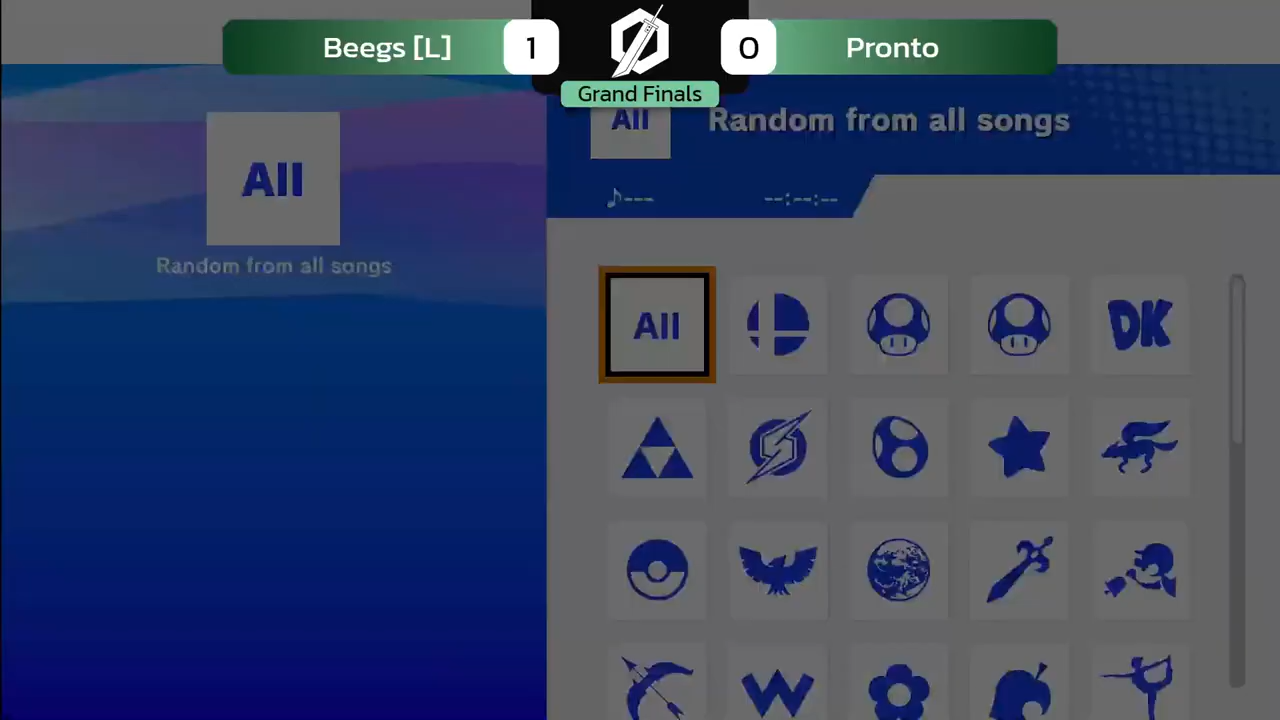 Beegs [L] 1 0 Pronto
Grand Finals
All
Random from all songs
All
Random from all songs
♪---
--:--:--
All
DK